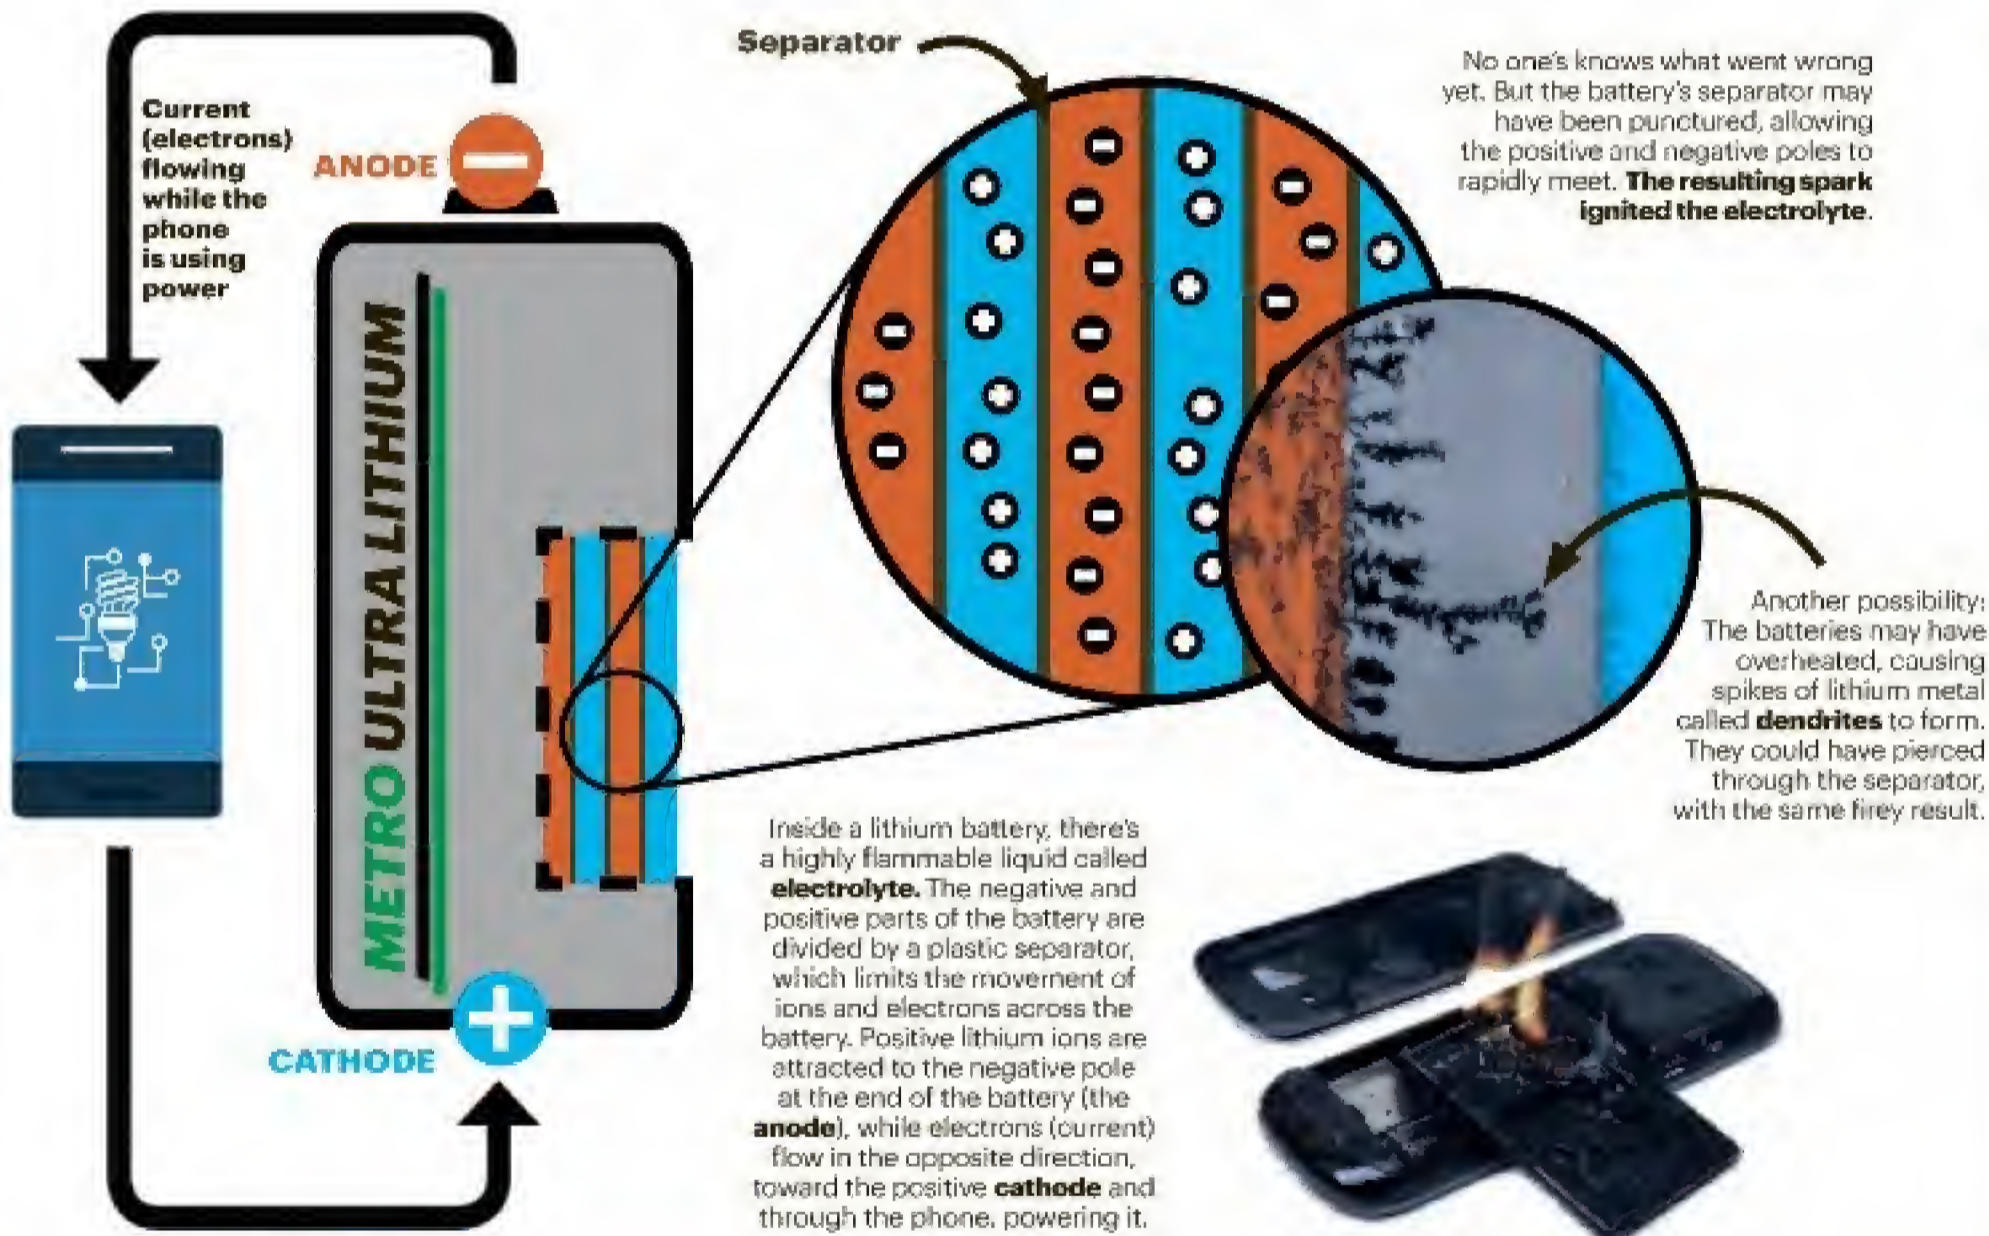 Current
(electrons)
flowing
while the
phone
is using
power
ANODE
METRO ULTRA LITHIUM
CATHODE
Separator
No one's knows what went wrong
yet. But the battery's separator may
have been punctured, allowing
the positive and negative poles to
rapidly meet. The resulting spark
ignited the electrolyte.
Another possibility:
The batteries may have
overheated, causing
spikes of lithium metal
called dendrites to form.
They could have pierced
through the separator,
with the same firey result.
Inside a lithium battery, there's
a highly flammable liquid called
electrolyte. The negative and
positive parts of the battery are
divided by a plastic separator,
which limits the movement of
ions and electrons across the
battery. Positive lithium ions are
attracted to the negative pole
at the end of the battery (the
anode), while electrons (current)
flow in the opposite direction,
toward the positive cathode and
through the phone, powering it.